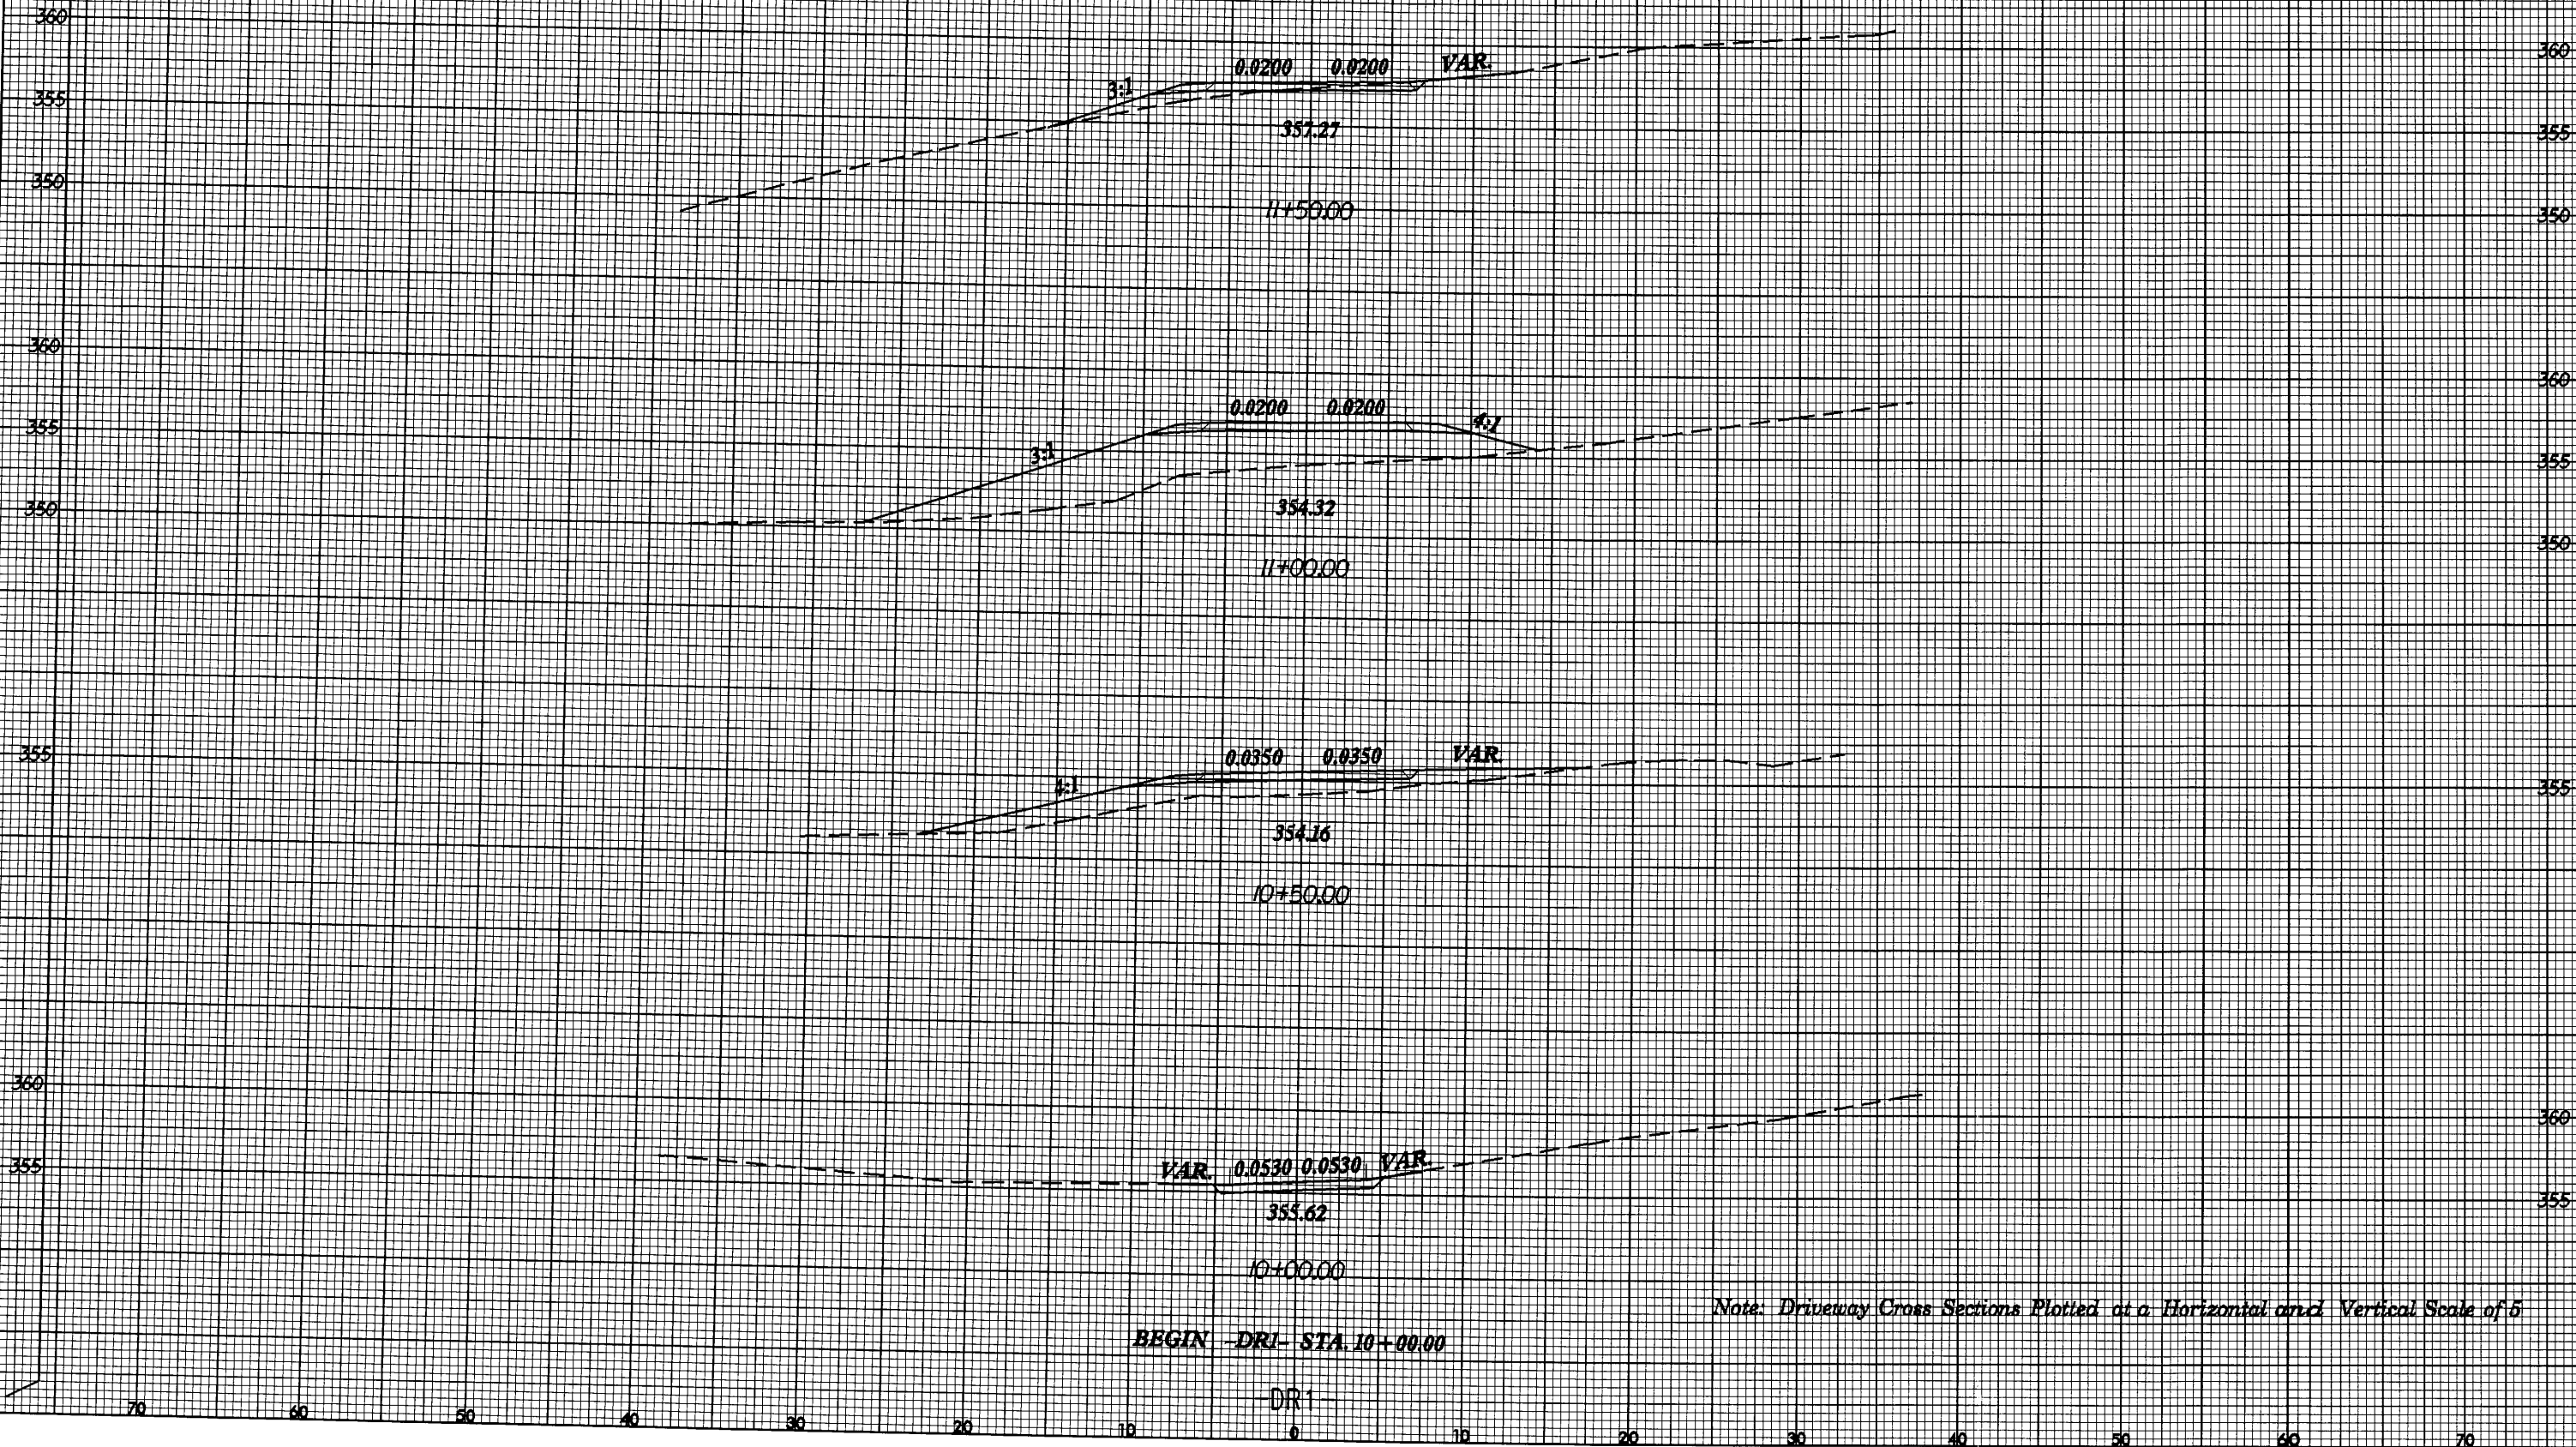 360 360
0.0200 0.0200 VAR.
3:1
355 355
357.27
350 350
11+50.00
360 360
0.0200 0.0200 4:1
355 355
3:1
350 350
354.32
11+00.00
355 355
0.0350 0.0350 VAR.
4:1
354.16
10+50.00
360 360
355 355
VAR. 0.0530 0.0530 VAR.
355.62
10+00.00
Note: Driveway Cross Sections Plotted at a Horizontal and Vertical Scale of 5
BEGIN -DR1- STA. 10+00.00
DR1
70 60 50 40 30 20 10 0 10 20 30 40 50 60 70